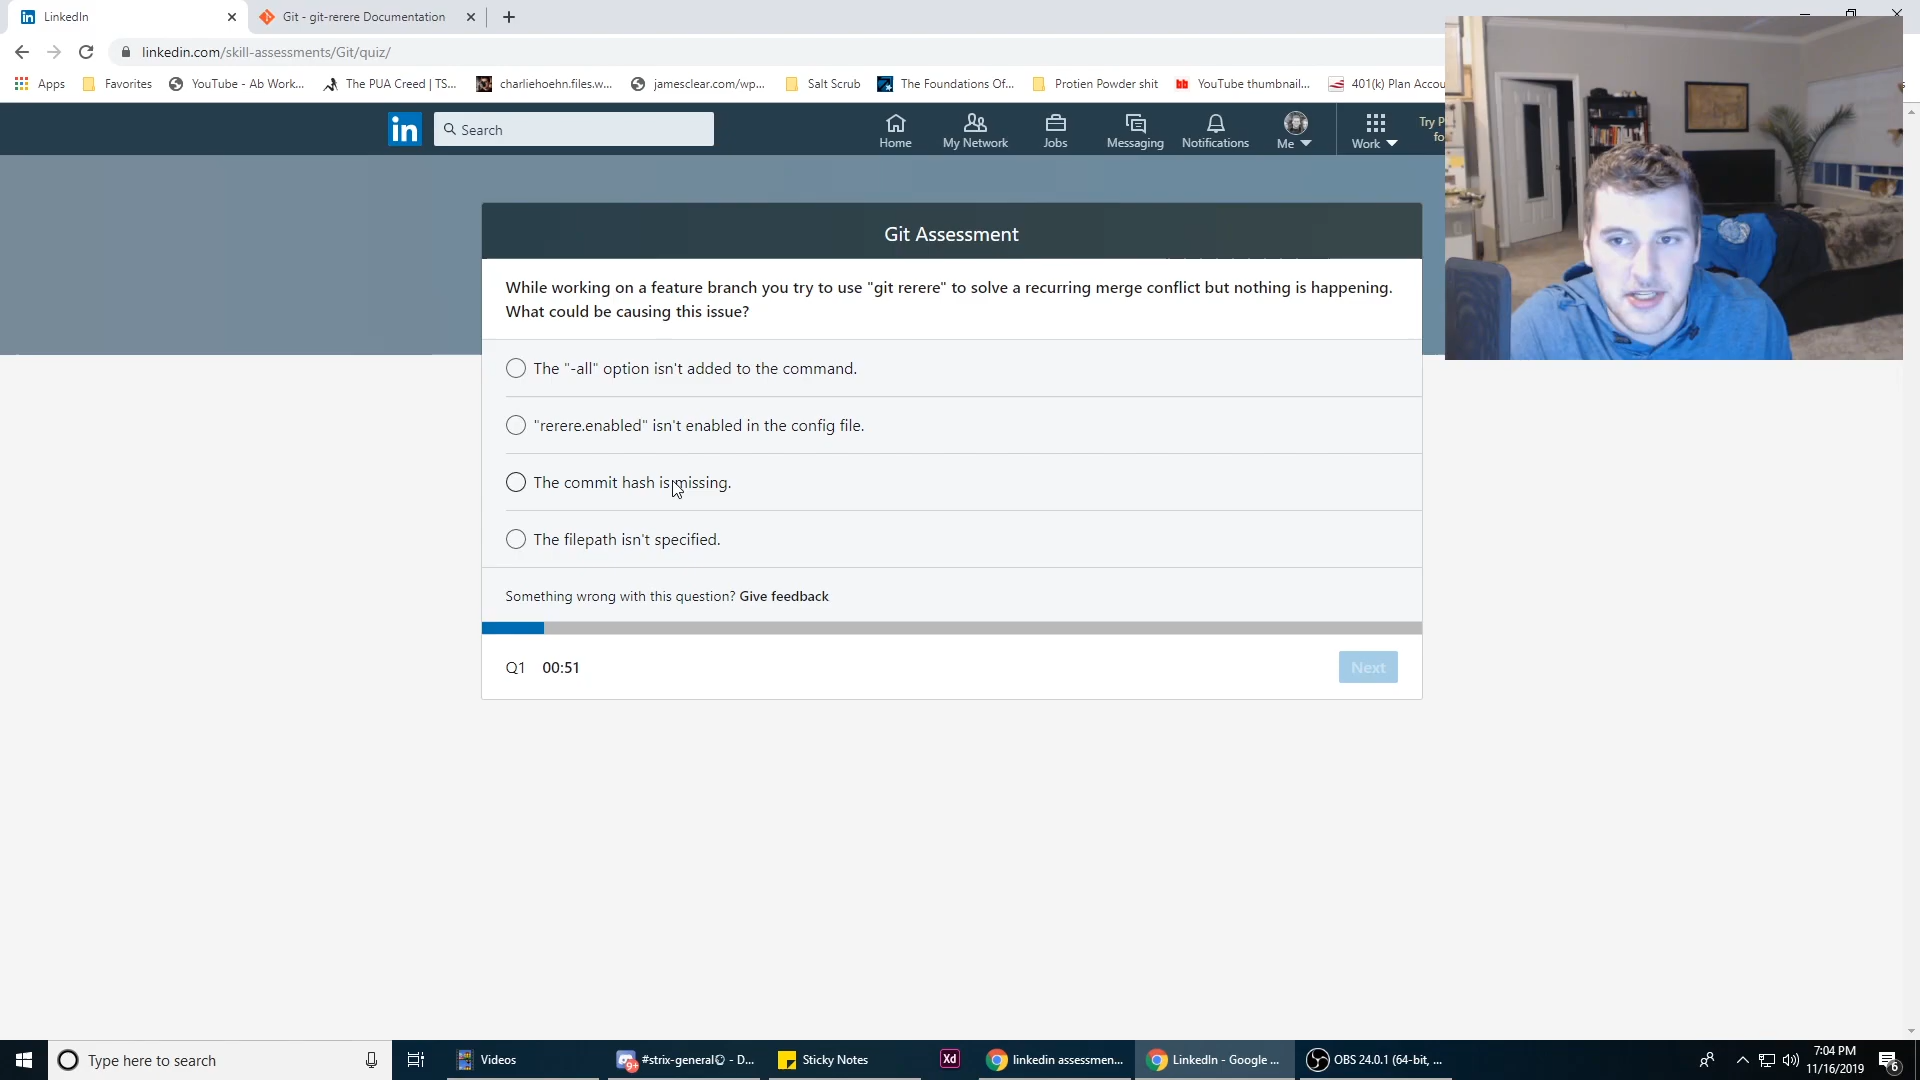 LinkedIn
Git - git-rerere Documentation
linkedin.com/skill-assessments/Git/quiz/
Apps
Favorites
YouTube - Ab Work...
The PUA Creed | TS...
charliehoehn.files.w...
jamesclear.com/wp...
Salt Scrub
The Foundations Of...
Protien Powder shit
YouTube thumbnail...
401(k) Plan Accou
in
Search
Home
My Network
Jobs
Messaging
Notifications
Me
Work
Try P
fo
Git Assessment
While working on a feature branch you try to use "git rerere" to solve a recurring merge conflict but nothing is happening.
What could be causing this issue?
The "-all" option isn't added to the command.
"rerere.enabled" isn't enabled in the config file.
The commit hash is missing.
The filepath isn't specified.
Something wrong with this question? Give feedback
Q1 00:51
Next
Type here to search
Videos
#strix-general© - D...
Sticky Notes
Xd
linkedin assessmen...
LinkedIn - Google ...
OBS 24.0.1 (64-bit, ...
7:04 PM
11/16/2019
6